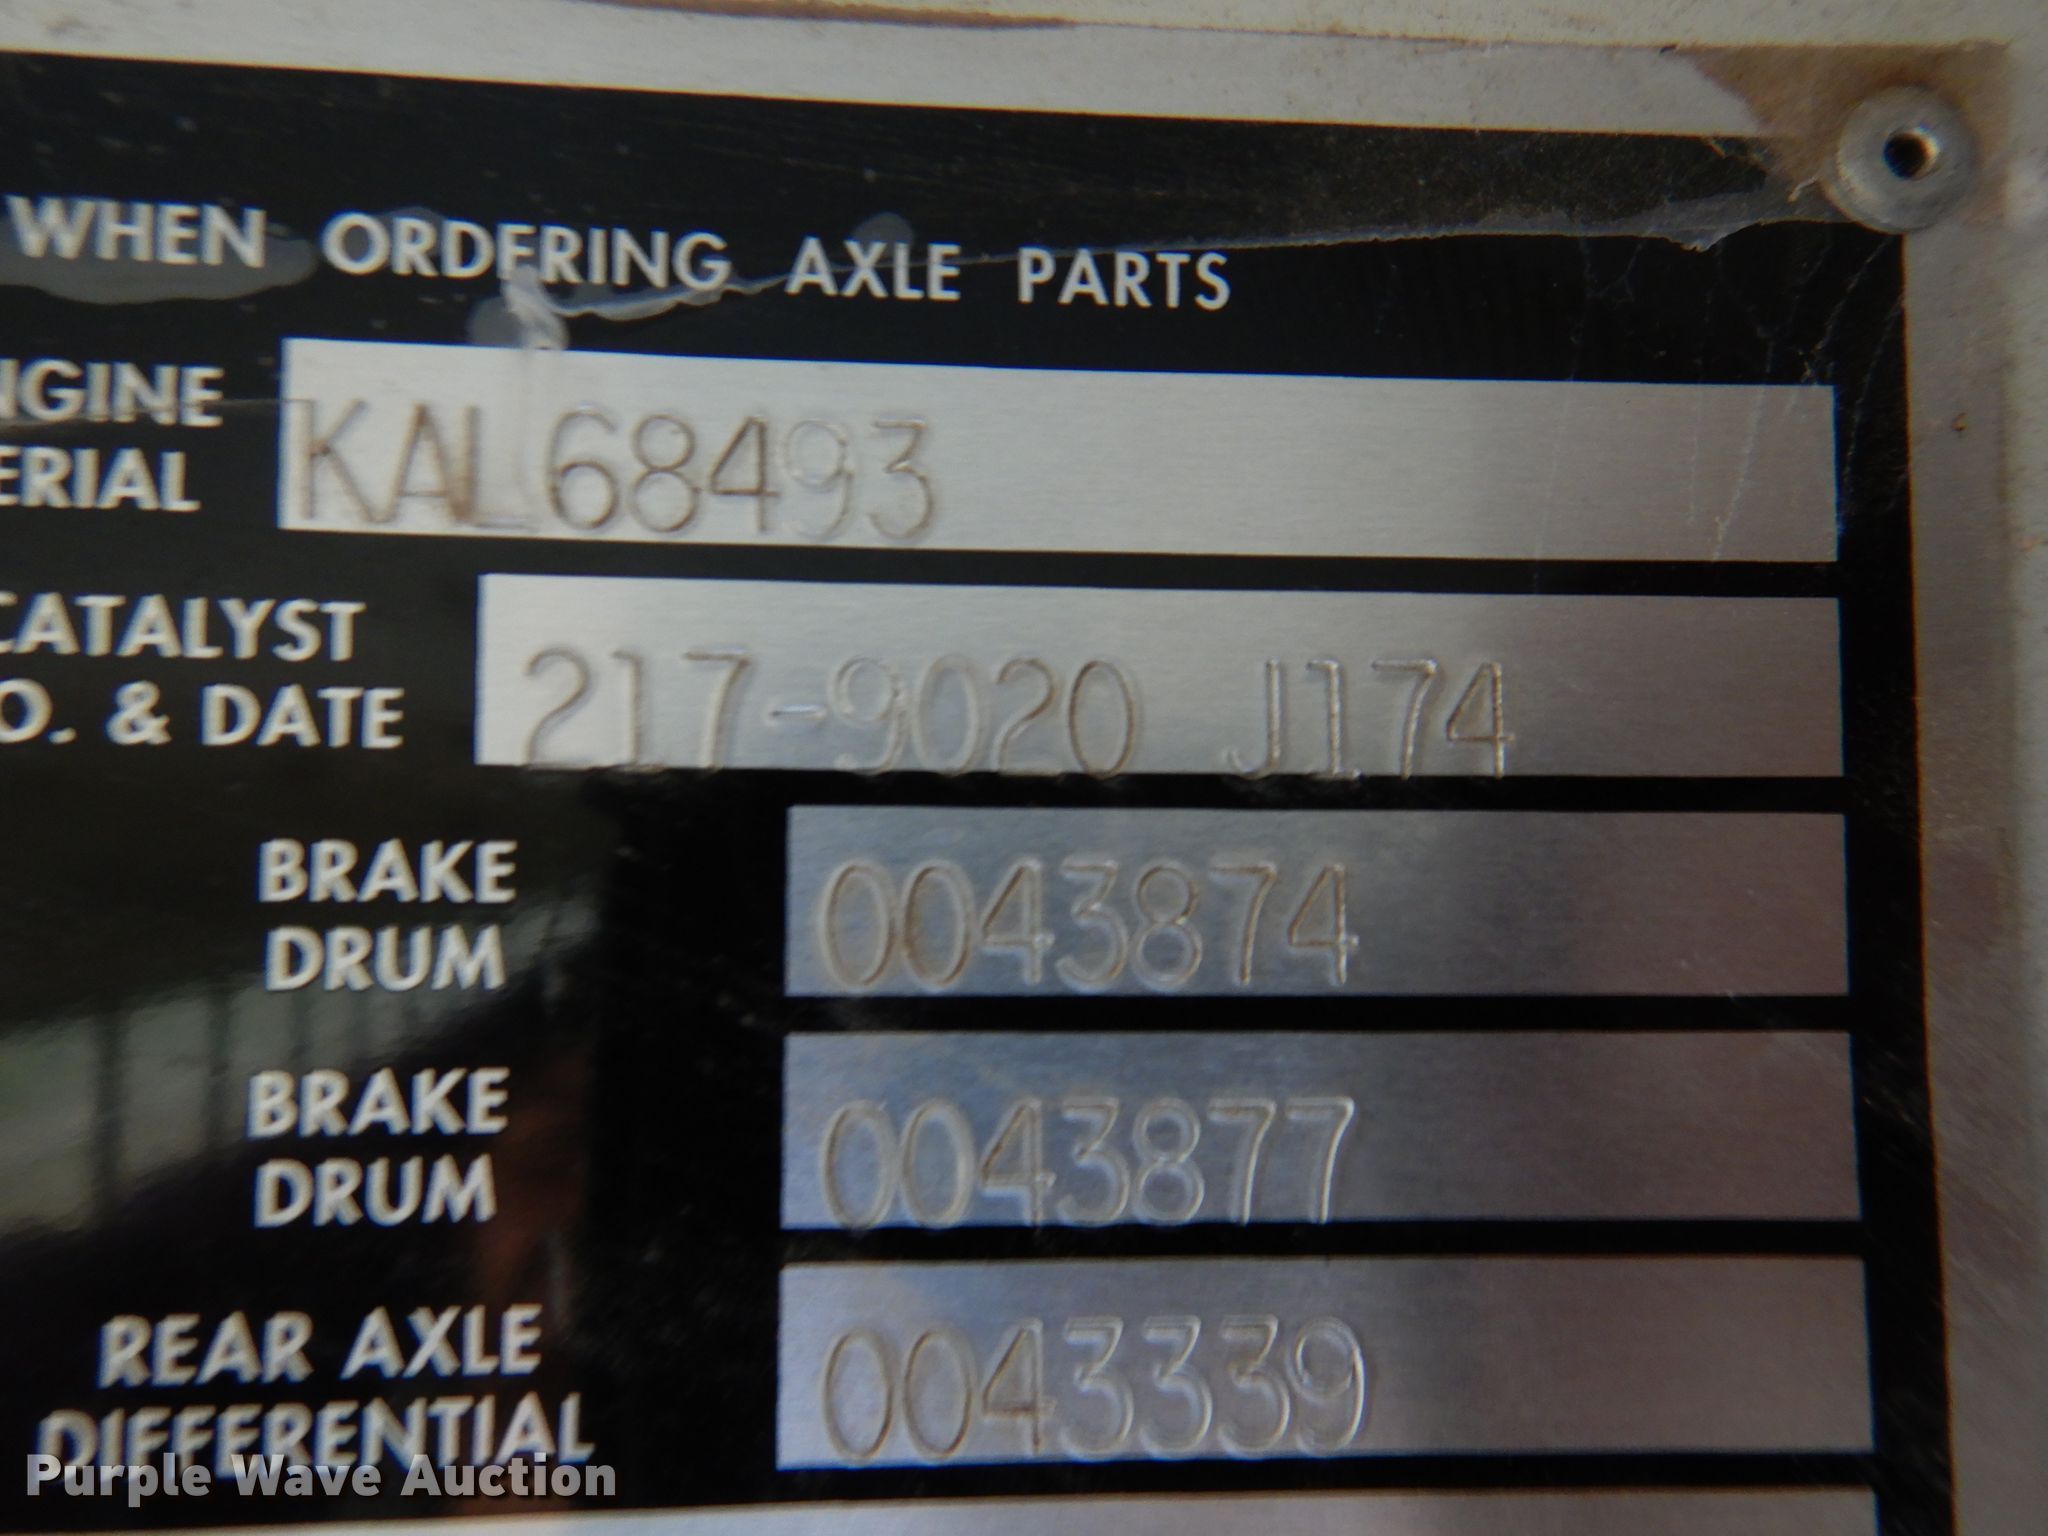 WHEN ORDERING AXLE PARTS
NGINE
ERIAL
KAL68493
CATALYST
O. & DATE
217-9020 J174
BRAKE
DRUM
0043874
BRAKE
DRUM
0043877
REAR AXLE
DIFFERENTIAL
0043339
Purple Wave Auction